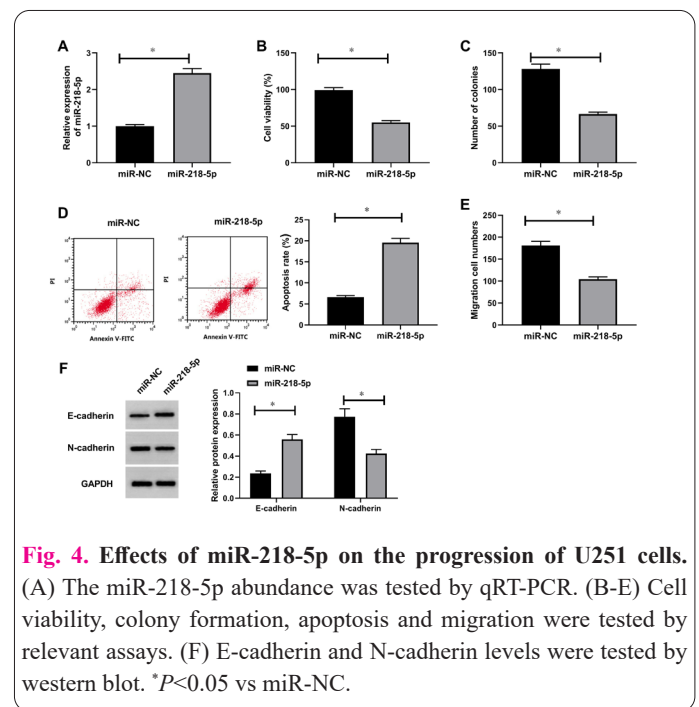 A
Relative expression
of miR-218-5p
3
2
1
0
*
miR-NC miR-218-5p
B
Cell viability (%)
150
100
50
0
*
miR-NC miR-218-5p
C
Number of colonies
150
100
50
0
*
miR-NC miR-218-5p
D
miR-NC
PI
Annexin V-FITC
miR-218-5p
PI
Annexin V-FITC
Apoptosis rate (%)
25
20
15
10
5
0
*
miR-NC miR-218-5p
E
Migration cell numbers
250
200
150
100
50
0
*
miR-NC miR-218-5p
F
miR-NC
miR-218-5p
E-cadherin
N-cadherin
GAPDH
miR-NC
miR-218-5p
Relative protein expression
1.0
0.8
0.6
0.4
0.2
0.0
*
*
E-cadherin N-cadherin
Fig. 4. Effects of miR-218-5p on the progression of U251 cells.
(A) The miR-218-5p abundance was tested by qRT-PCR. (B-E) Cell
viability, colony formation, apoptosis and migration were tested by
relevant assays. (F) E-cadherin and N-cadherin levels were tested by
western blot. *P<0.05 vs miR-NC.